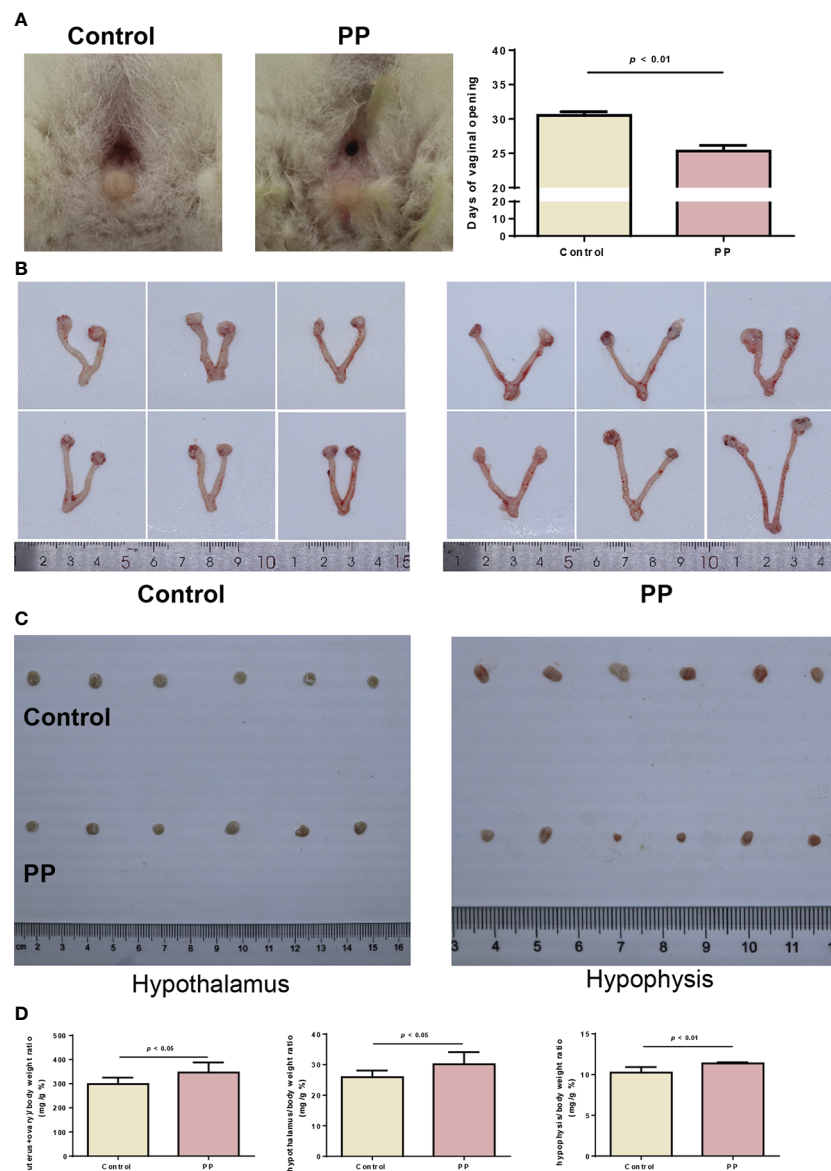 A
Control
PP
Days of vaginal opening
40
35
30
25
20
20
10
0
p < 0.01
Control
PP
B
2 3 4 5 6 7 8 9 10 1 2 3 4 15
1 2 3 4 5 6 7 8 9 10 1 2 3 4
Control
PP
C
Control
PP
cm 2 3 4 5 6 7 8 9 10 11 12 13 14 15 16
3 4 5 6 7 8 9 10 11
Hypothalamus
Hypophysis
D
uterus+ovary)/body weight ratio
(mg/g %)
500
400
300
200
100
0
p < 0.05
Control
PP
hypothalamus/body weight ratio
(mg/g %)
40
30
20
10
0
p < 0.05
Control
PP
hypophysis/body weight ratio
(mg/g %)
15
10
5
0
p < 0.01
Control
PP